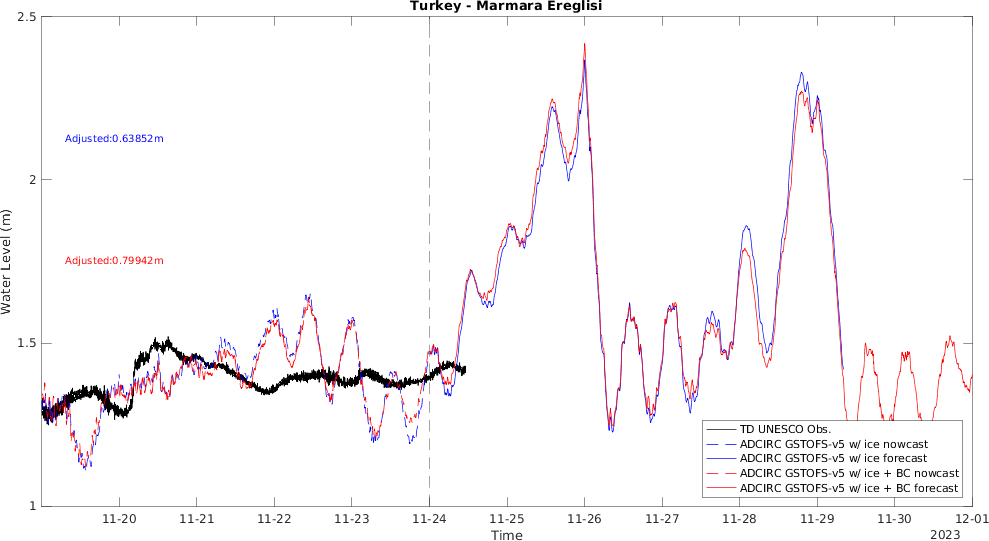 Turkey - Marmara Ereglisi
2.5
Adjusted:0.63852m
2
Adjusted:0.79942m
Water Level (m)
1.5
TD UNESCO Obs.
ADCIRC GSTOFS-v5 w/ ice nowcast
ADCIRC GSTOFS-v5 w/ ice forecast
ADCIRC GSTOFS-v5 w/ ice + BC nowcast
ADCIRC GSTOFS-v5 w/ ice + BC forecast
1
11-20 11-21 11-22 11-23 11-24 11-25 11-26 11-27 11-28 11-29 11-30 12-01
Time
2023